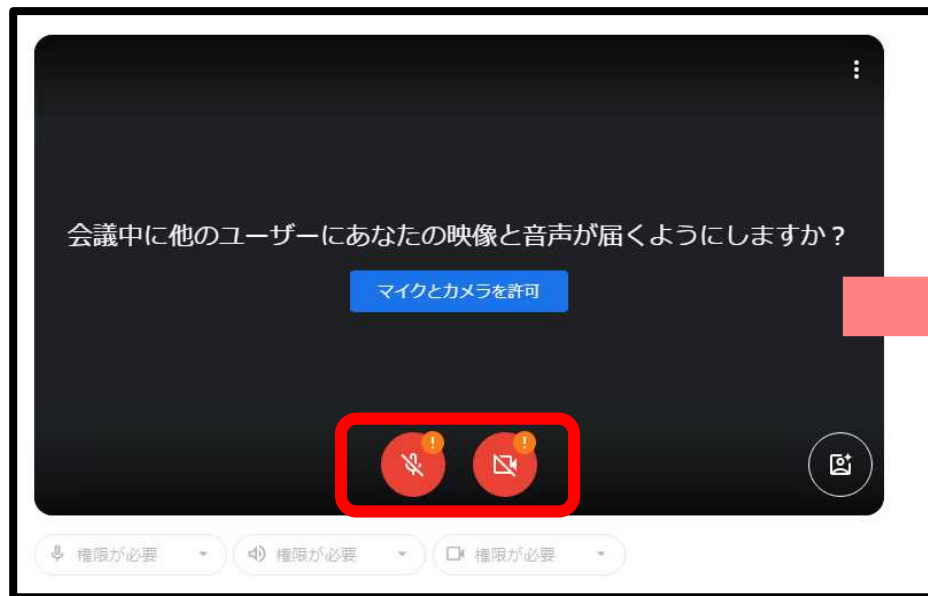 会議中に他のユーザーにあなたの映像と音声が届くようにしますか？
マイクとカメラを許可
! !
権限が必要 権限が必要 権限が必要